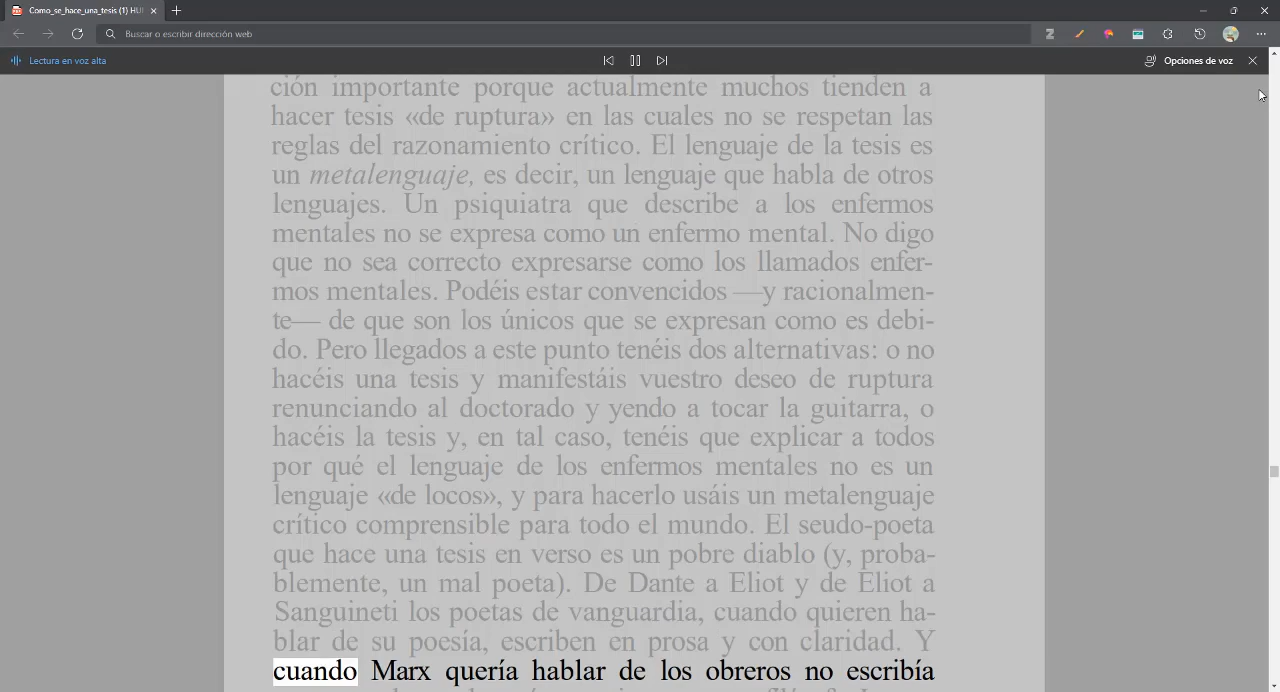 Como_se_hace_una_tesis (1) HU
Buscar o escribir dirección web
Lectura en voz alta
Opciones de voz
ción importante porque actualmente muchos tienden a
hacer tesis «de ruptura» en las cuales no se respetan las
reglas del razonamiento crítico. El lenguaje de la tesis es
un metalenguaje, es decir, un lenguaje que habla de otros
lenguajes. Un psiquiatra que describe a los enfermos
mentales no se expresa como un enfermo mental. No digo
que no sea correcto expresarse como los llamados enfer-
mos mentales. Podéis estar convencidos —y racionalmen-
te— de que son los únicos que se expresan como es debi-
do. Pero llegados a este punto tenéis dos alternativas: o no
hacéis una tesis y manifestáis vuestro deseo de ruptura
renunciando al doctorado y yendo a tocar la guitarra, o
hacéis la tesis y, en tal caso, tenéis que explicar a todos
por qué el lenguaje de los enfermos mentales no es un
lenguaje «de locos», y para hacerlo usáis un metalenguaje
crítico comprensible para todo el mundo. El seudo-poeta
que hace una tesis en verso es un pobre diablo (y, proba-
blemente, un mal poeta). De Dante a Eliot y de Eliot a
Sanguineti los poetas de vanguardia, cuando quieren ha-
blar de su poesía, escriben en prosa y con claridad. Y
cuando Marx quería hablar de los obreros no escribía